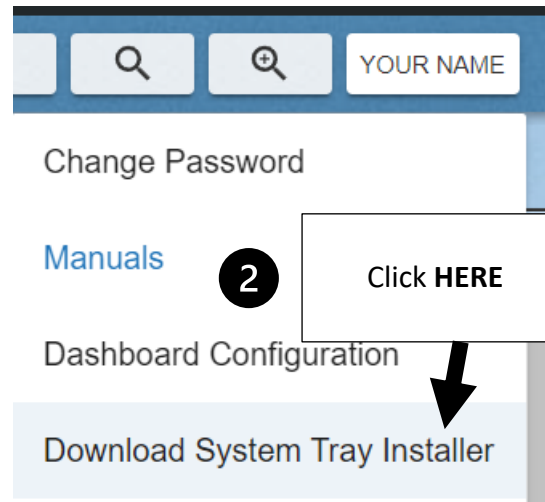 YOUR NAME
Change Password
Manuals
2
Click HERE
Dashboard Configuration
Download System Tray Installer